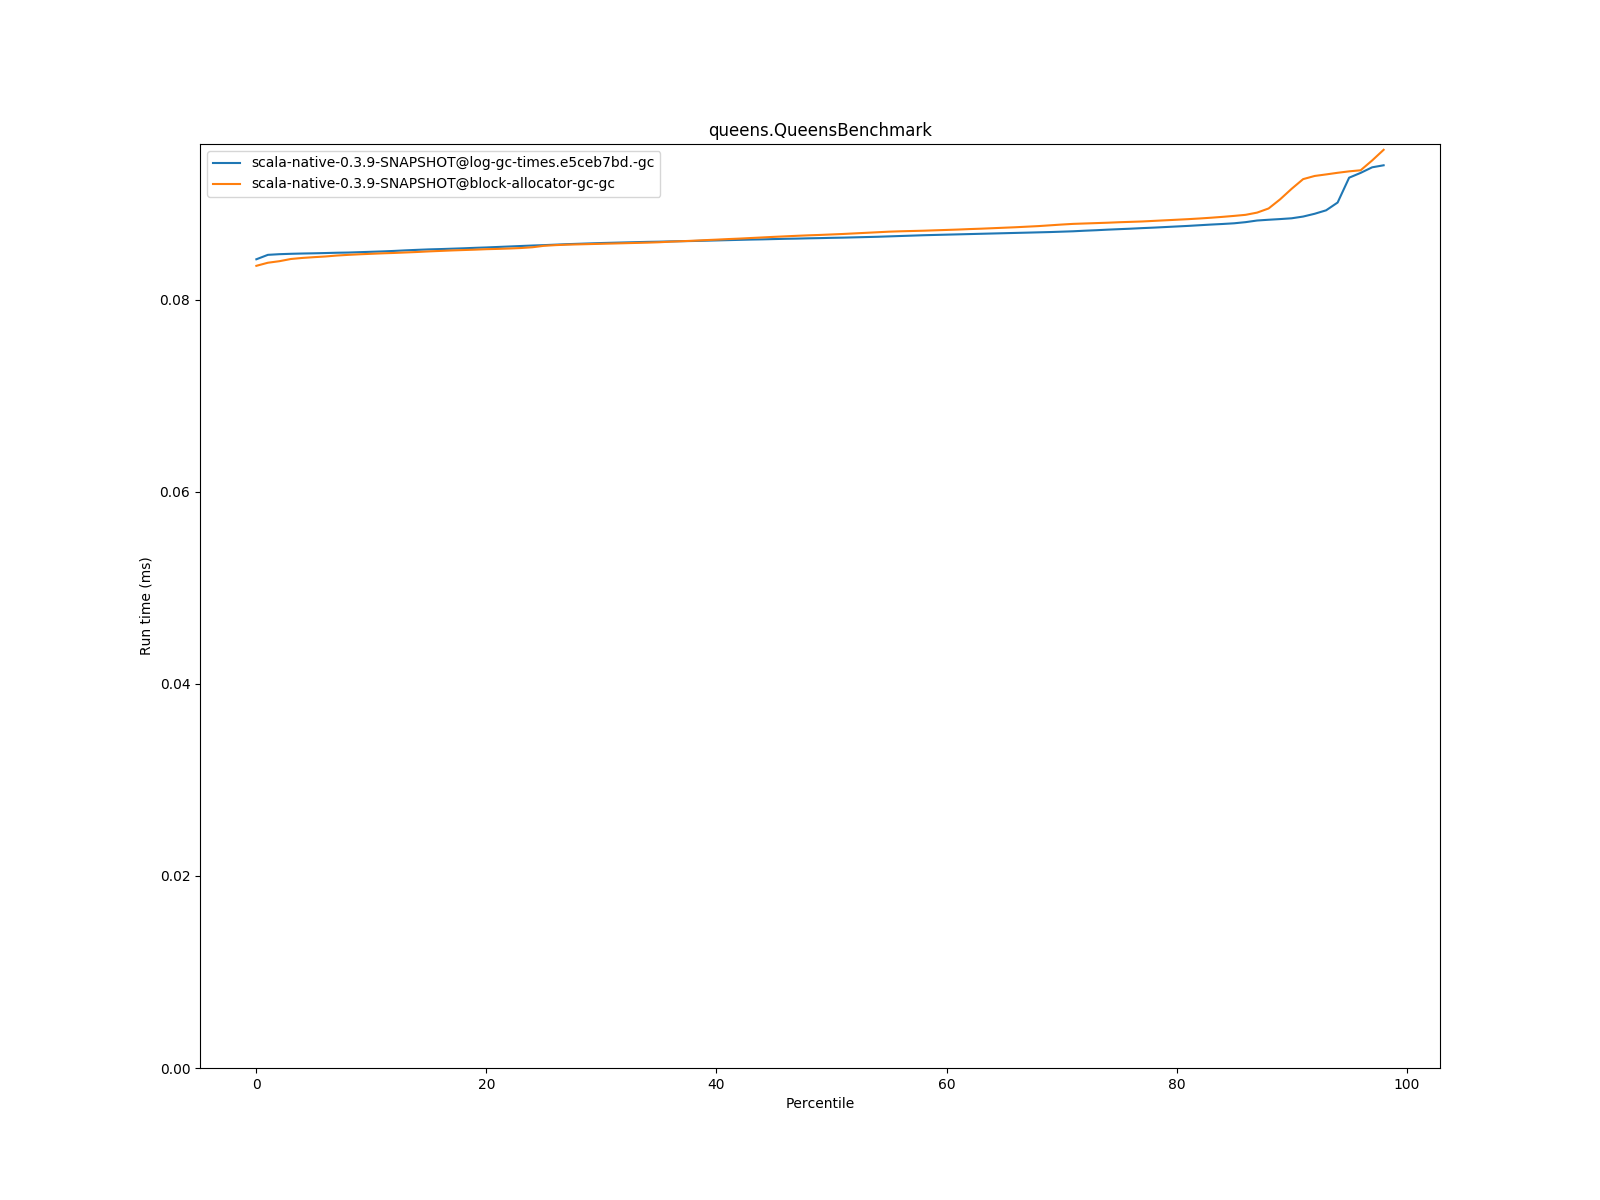 queens.QueensBenchmark
scala-native-0.3.9-SNAPSHOT@log-gc-times.e5ceb7bd.-gc
scala-native-0.3.9-SNAPSHOT@block-allocator-gc-gc
0.08
0.06
0.04
0.02
0.00
Run time (ms)
0 20 40 60 80 100
Percentile